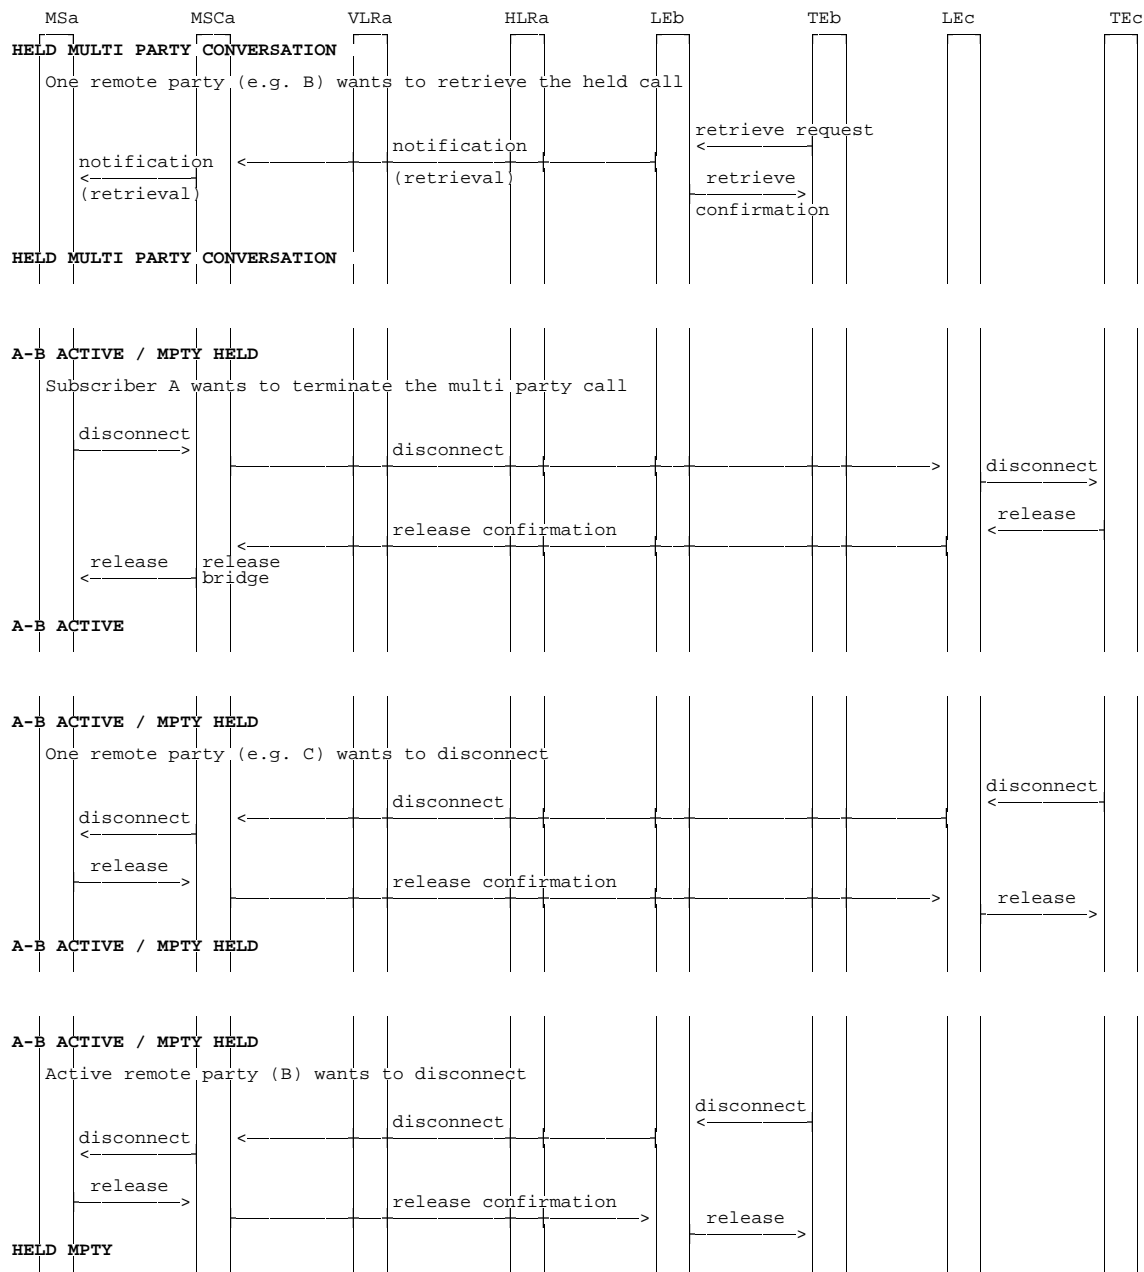 MSa MSCa VLRa HLRa LEb TEb LEc TEc
HELD MULTI PARTY CONVERSATION
One remote party (e.g. B) wants to retrieve the held call
retrieve request
notification
notification
(retrieval)
retrieve
(retrieval)
confirmation
HELD MULTI PARTY CONVERSATION
A-B ACTIVE / MPTY HELD
Subscriber A wants to terminate the multi party call
disconnect
disconnect
disconnect
release
release confirmation
release release
bridge
A-B ACTIVE
A-B ACTIVE / MPTY HELD
One remote party (e.g. C) wants to disconnect
disconnect
disconnect
disconnect
release
release confirmation
release
A-B ACTIVE / MPTY HELD
A-B ACTIVE / MPTY HELD
Active remote party (B) wants to disconnect
disconnect
disconnect
disconnect
release
release confirmation
release
HELD MPTY